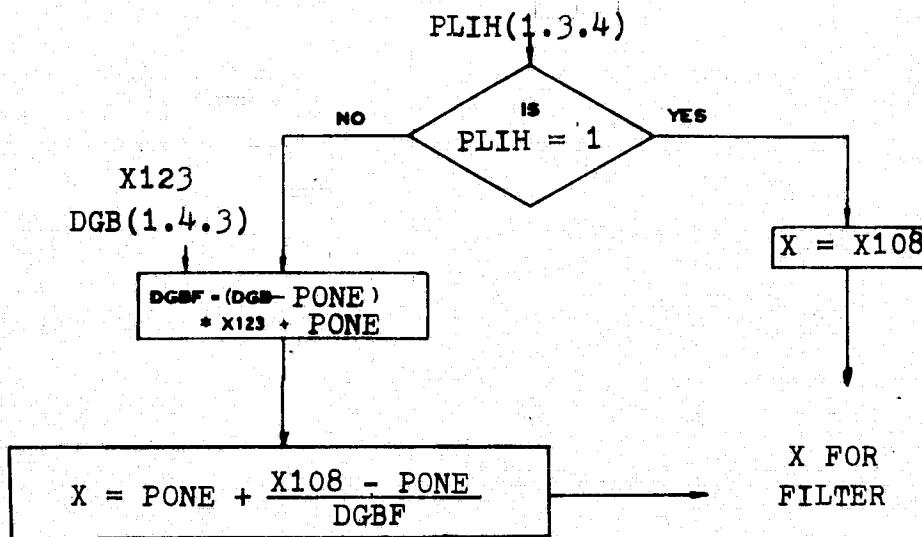 PLIH(1.3.4)
IS
PLIH = 1
NO
YES
X123
DGB(1.4.3)
X = X108
DGBF = (DGB- PONE)
* X123 + PONE
X = PONE + X108 - PONE
DGBF
X FOR
FILTER